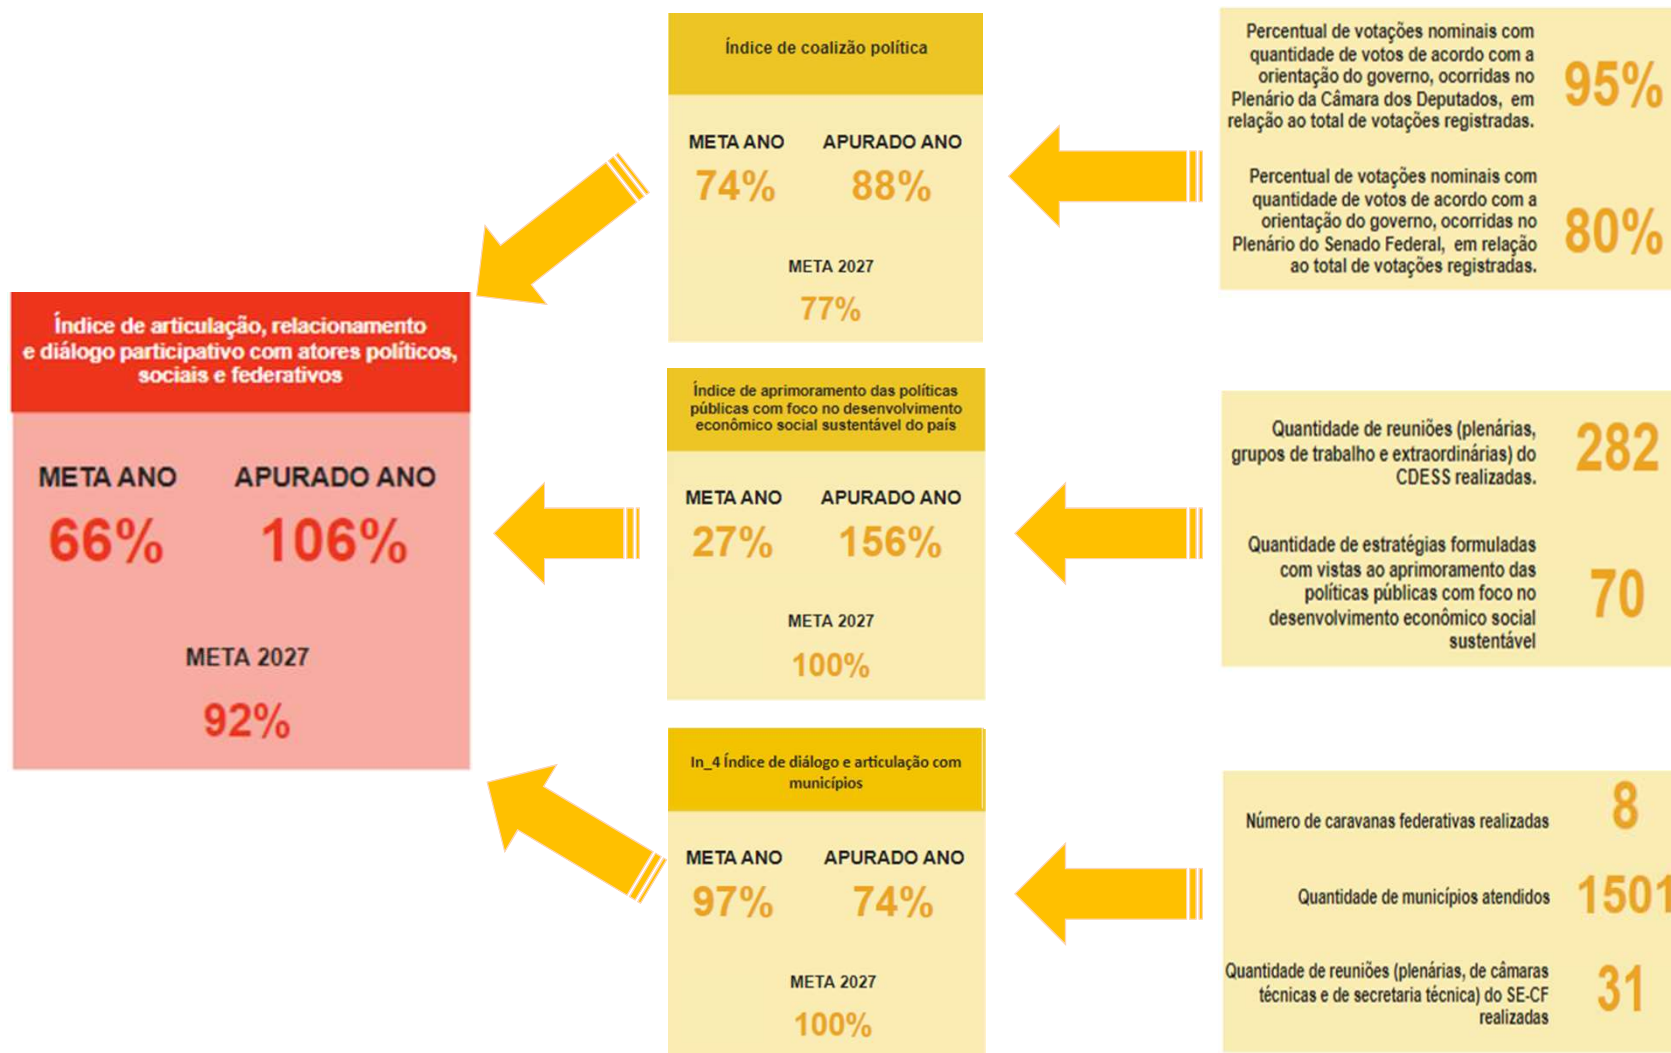 Índice de articulação, relacionamento
e diálogo participativo com atores políticos,
sociais e federativos
META ANO APURADO ANO
66% 106%
META 2027
92%
Índice de coalizão política
META ANO APURADO ANO
74% 88%
META 2027
77%
Índice de aprimoramento das políticas
públicas com foco no desenvolvimento
econômico social sustentável do país
META ANO APURADO ANO
27% 156%
META 2027
100%
In_4 Índice de diálogo e articulação com
municípios
META ANO APURADO ANO
97% 74%
META 2027
100%
Percentual de votações nominais com
quantidade de votos de acordo com a
orientação do governo, ocorridas no
Plenário da Câmara dos Deputados, em
relação ao total de votações registradas.
95%
Percentual de votações nominais com
quantidade de votos de acordo com a
orientação do governo, ocorridas no
Plenário do Senado Federal, em relação
ao total de votações registradas.
80%
Quantidade de reuniões (plenárias,
grupos de trabalho e extraordinárias) do
CDESS realizadas.
282
Quantidade de estratégias formuladas
com vistas ao aprimoramento das
políticas públicas com foco no
desenvolvimento econômico social
sustentável
70
Número de caravanas federativas realizadas
8
Quantidade de municípios atendidos
1501
Quantidade de reuniões (plenárias, de câmaras
técnicas e de secretaria técnica) do SE-CF
realizadas
31